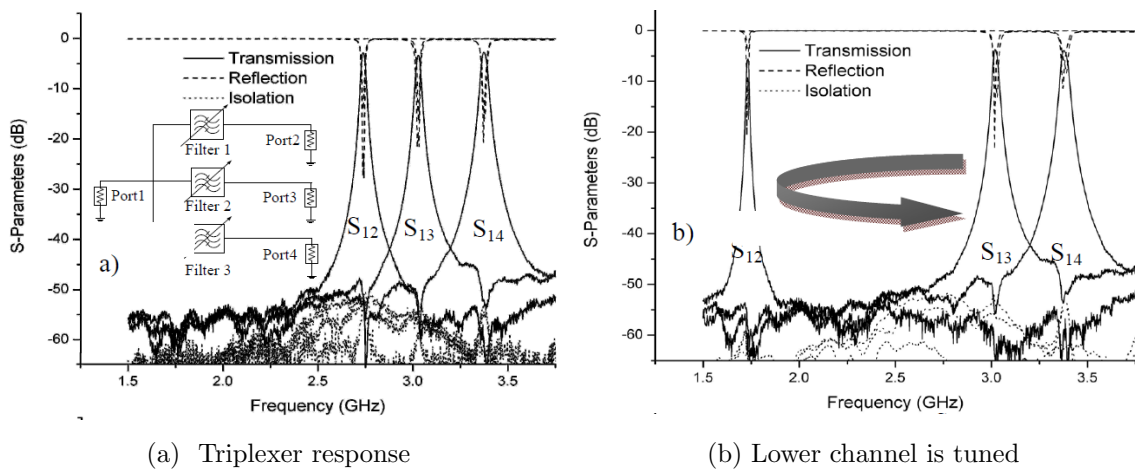 0
-10
-20
-30
-40
-50
-60
S-Parameters (dB)
Transmission
Reflection
Isolation
Filter 1
Port2
Port1
Filter 2
Port3
Filter 3
Port4
S12
S13
S14
a)
1.5
2.0
2.5
3.0
3.5
Frequency (GHz)
(a) Triplexer response
0
-10
-20
-30
-40
-50
-60
S-Parameters (dB)
Transmission
Reflection
Isolation
b)
S12
S13
S14
1.5
2.0
2.5
3.0
3.5
Frequency (GHz)
(b) Lower channel is tuned